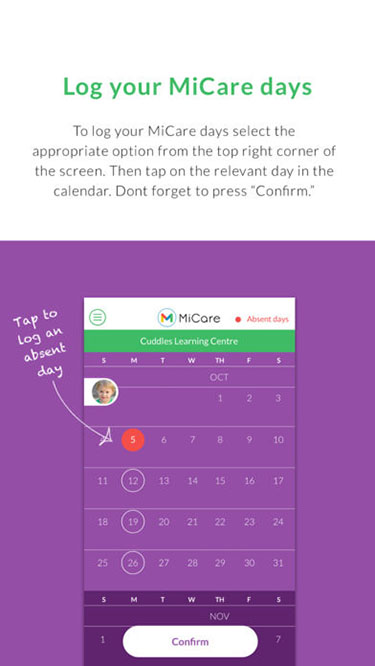 Log your MiCare days
To log your MiCare days select the
appropriate option from the top right corner of
the screen. Then tap on the relevant day in the
calendar. Dont forget to press "Confirm."
Tap to
log an
absent
day
MiCare
Absent days
Cuddles Learning Centre
S M T W TH F S
OCT
1 2 3
5 6 7 8 9 10
11 12 13 14 15 16 17
18 19 20 21 22 23 24
25 26 27 28 29 30 31
S M T W TH F S
NOV
1 Confirm 7